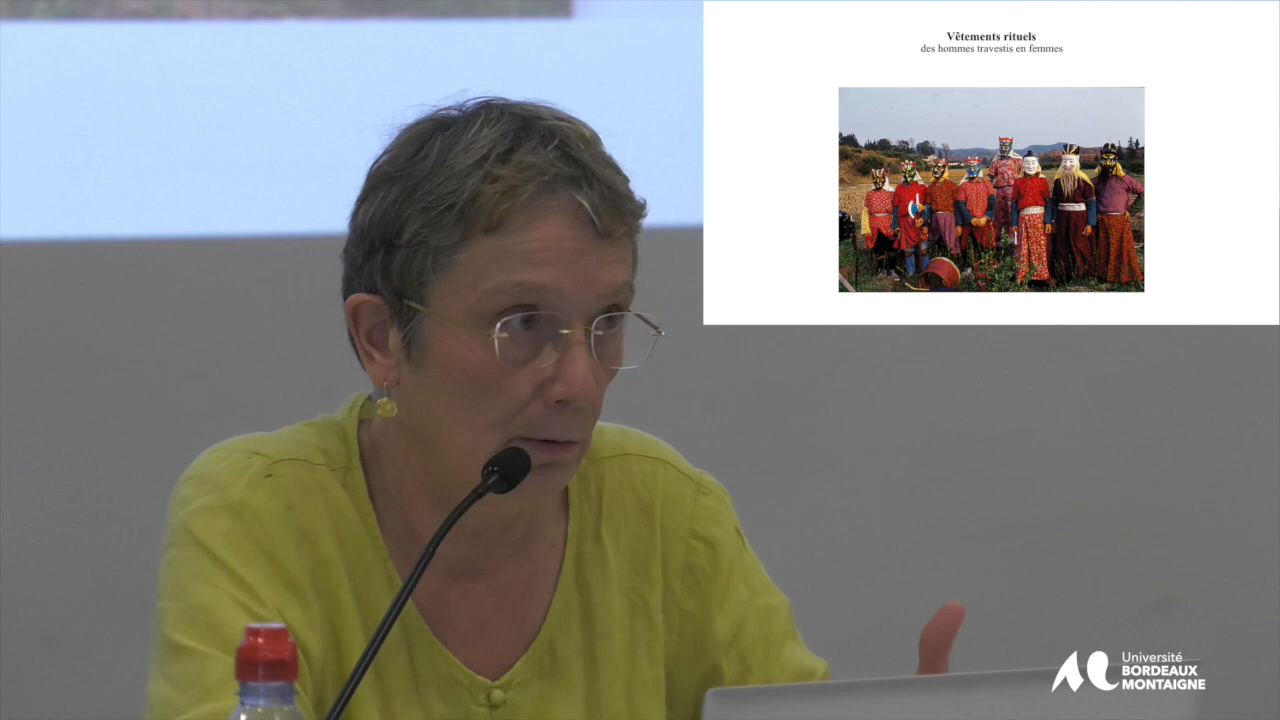 Vêtements rituels
des hommes travestis en femmes
Université
BORDEAUX
MONTAIGNE